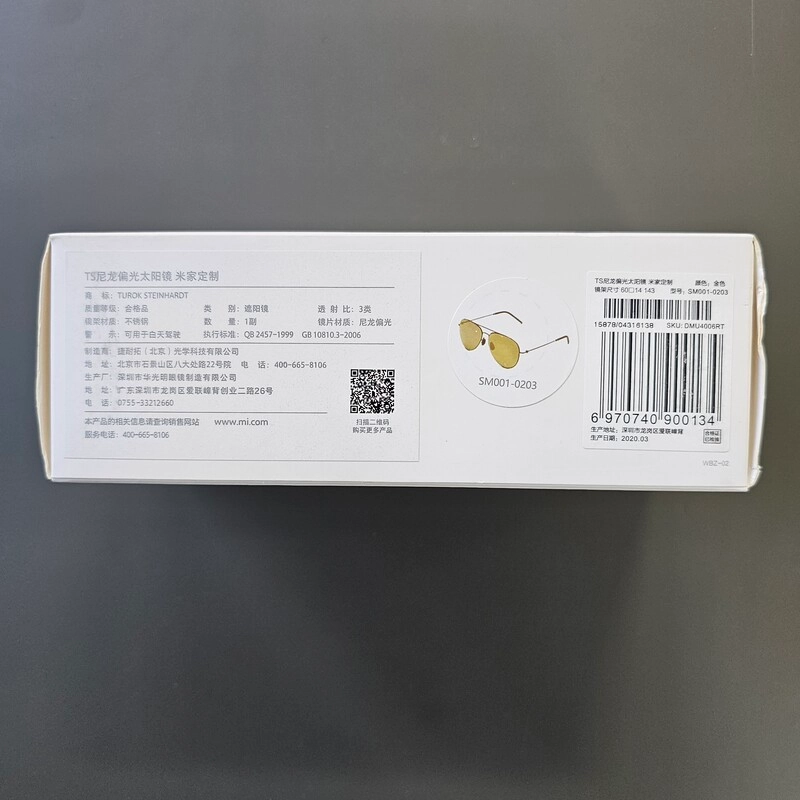 TS尼龙偏光太阳镜 米家定制
商 标：TUROK STEINHARDT
质量等级：合格品 类 别：遮阳镜 透 射 比：3类
镜架材质：不锈钢 数 量：1副 镜片材质：尼龙偏光
警 示：可用于白天驾驶 执行标准：QB 2457-1999 GB 10810.3-2006
制造商：谱耐拓（北京）光学科技有限公司
地 址：北京市石景山区八大处路22号院 电 话：400-665-8106
生产厂：深圳市华光明眼镜制造有限公司
地 址：广东深圳市龙岗区爱联嶂背创业二路26号
电 话：0755-33212660
本产品的相关信息请查询销售网站 www.mi.com
服务电话：400-665-8106
扫描二维码
购买更多产品
SM001-0203
TS尼龙偏光太阳镜 米家定制 颜色：金色
镜架尺寸 60□14 143 型号：SM001-0203
15878/04316138 SKU: DMU4006RT
6 970740 900134
生产地址：深圳市龙岗区爱联嶂背
生产日期：2020.03
合格证
WBZ-02